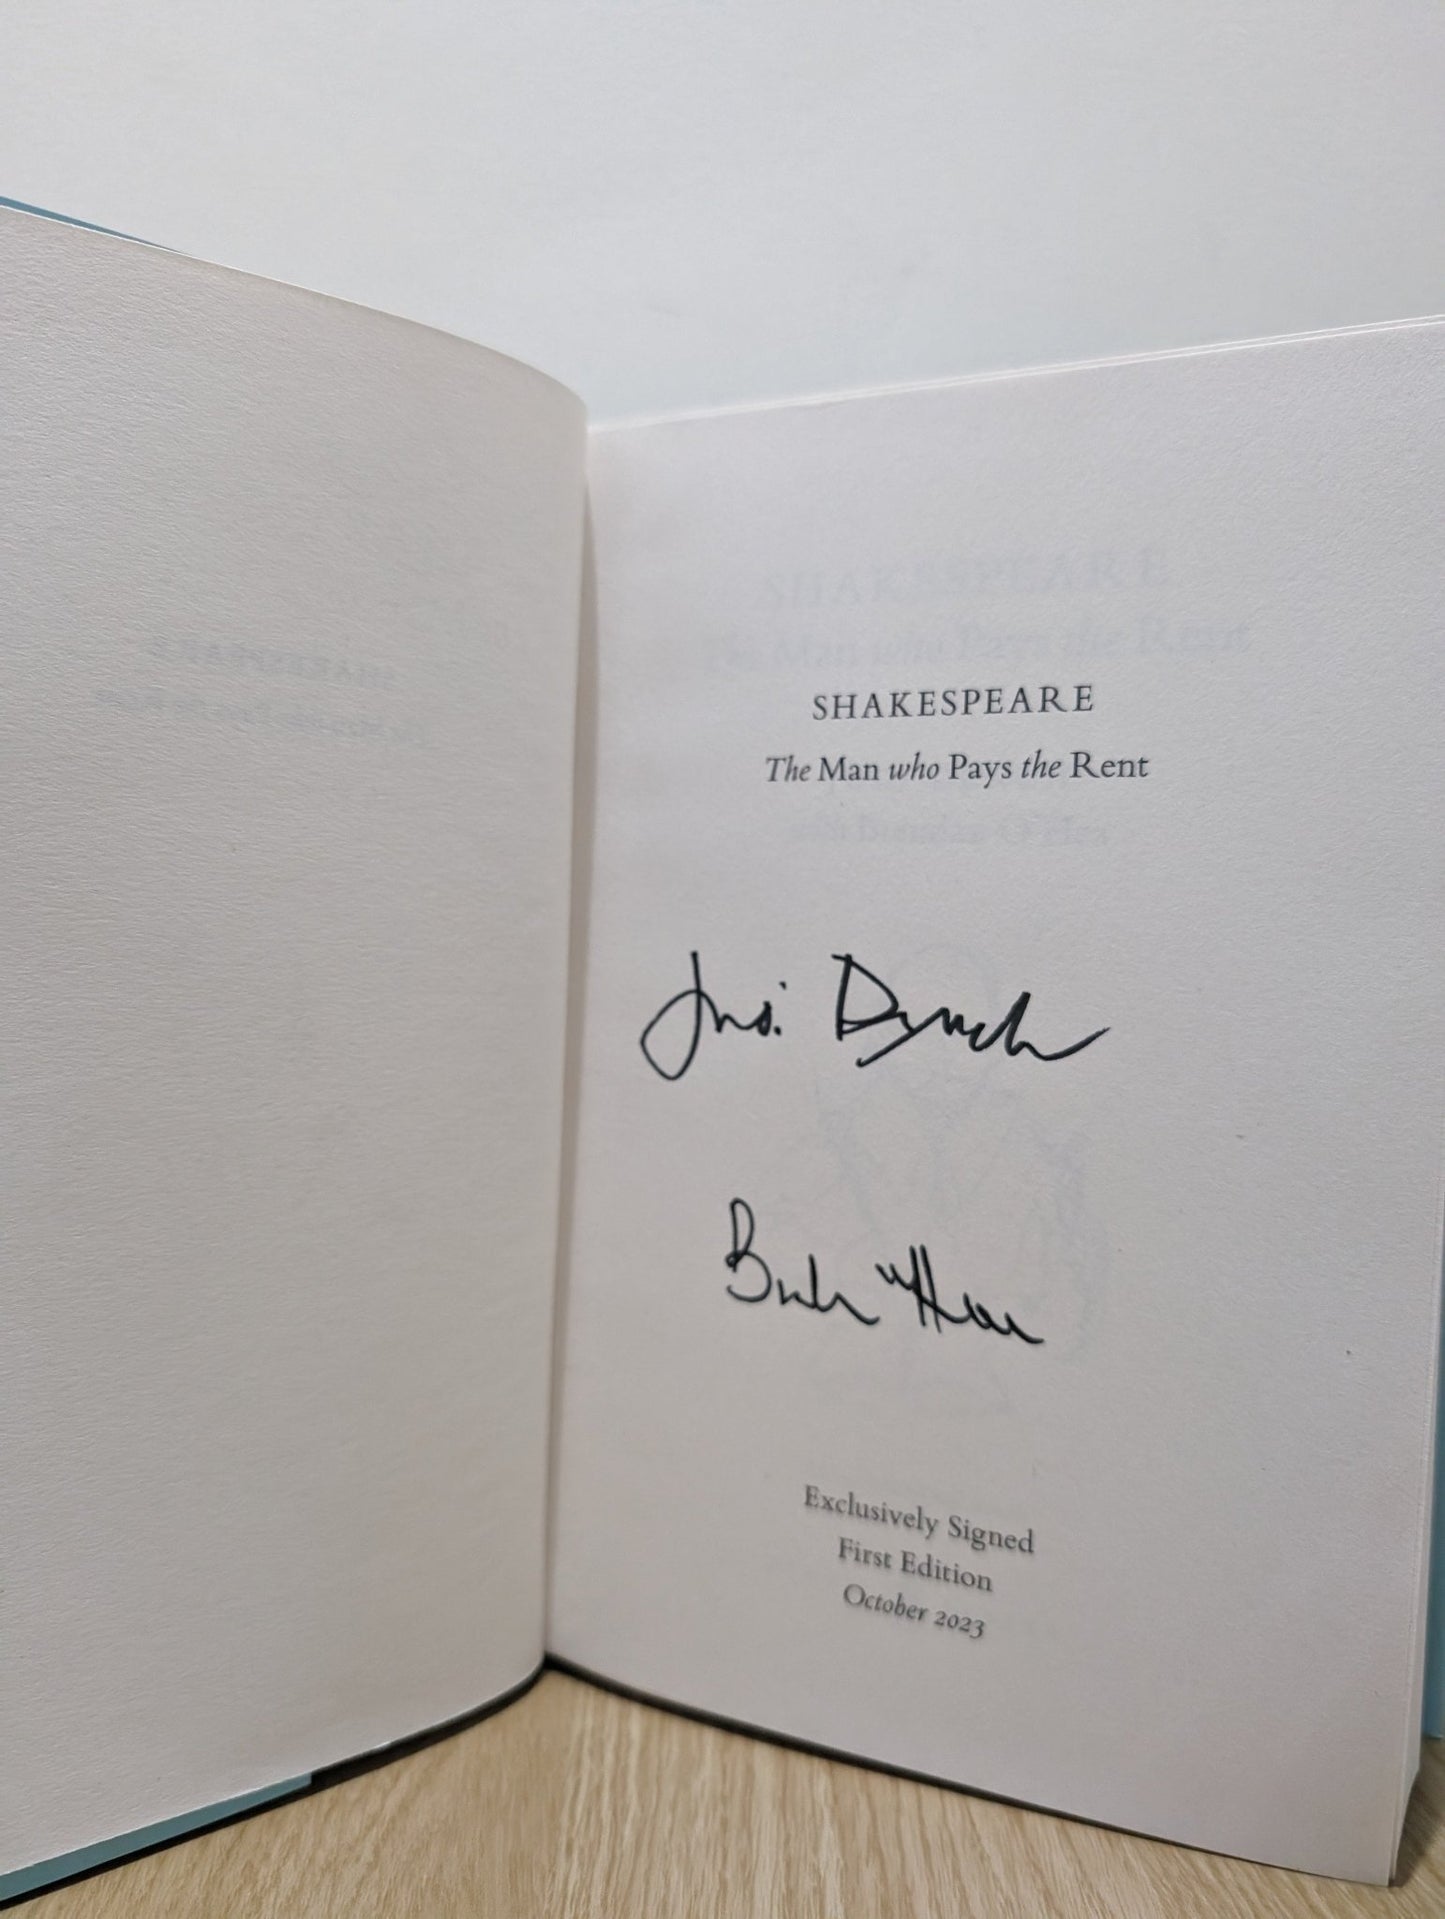 SHAKESPEARE
The Man who Pays the Rent
Exclusively Signed
First Edition
October 2023